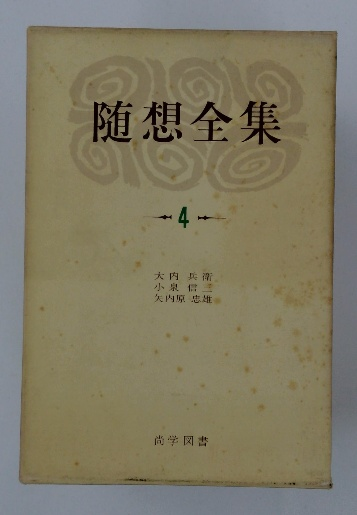 随想全集
4
大内 兵衛
小泉 信三
矢内原 忠雄
尚学図書